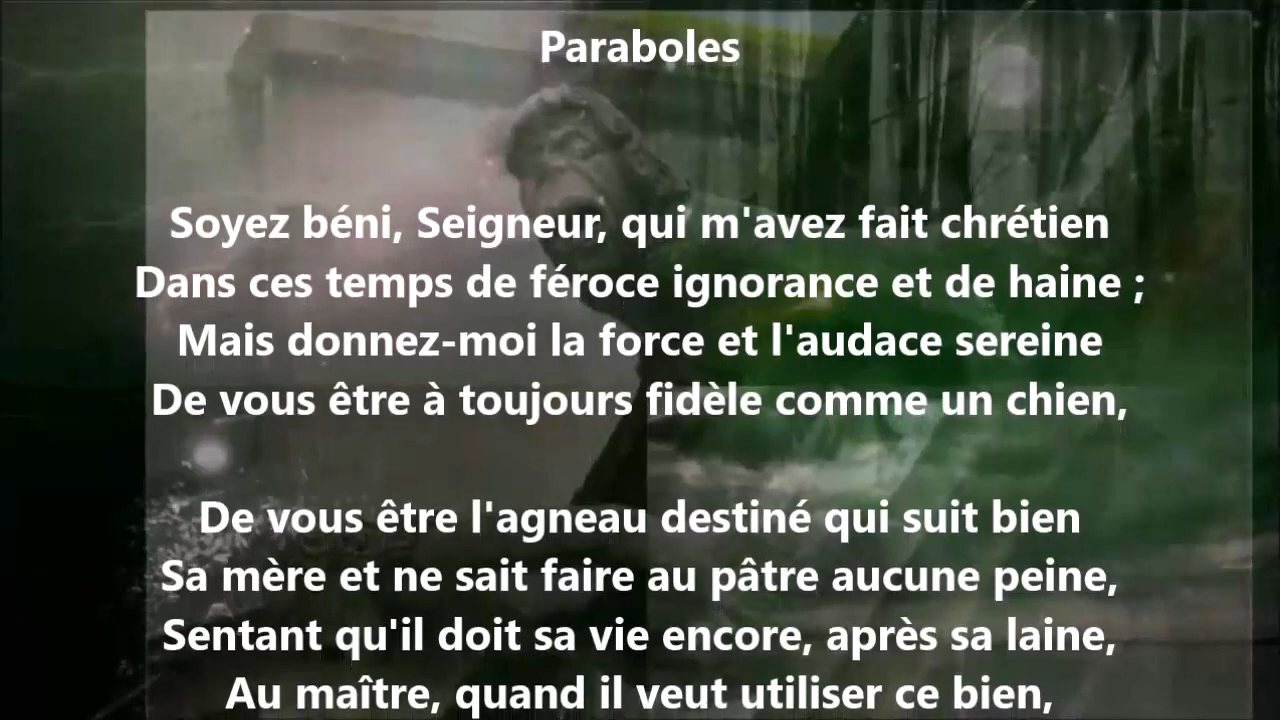 Paraboles
Soyez béni, Seigneur, qui m'avez fait chrétien
Dans ces temps de féroce ignorance et de haine ;
Mais donnez-moi la force et l'audace sereine
De vous être à toujours fidèle comme un chien,
De vous être l'agneau destiné qui suit bien
Sa mère et ne sait faire au pâtre aucune peine,
Sentant qu'il doit sa vie encore, après sa laine,
Au maître, quand il veut utiliser ce bien,